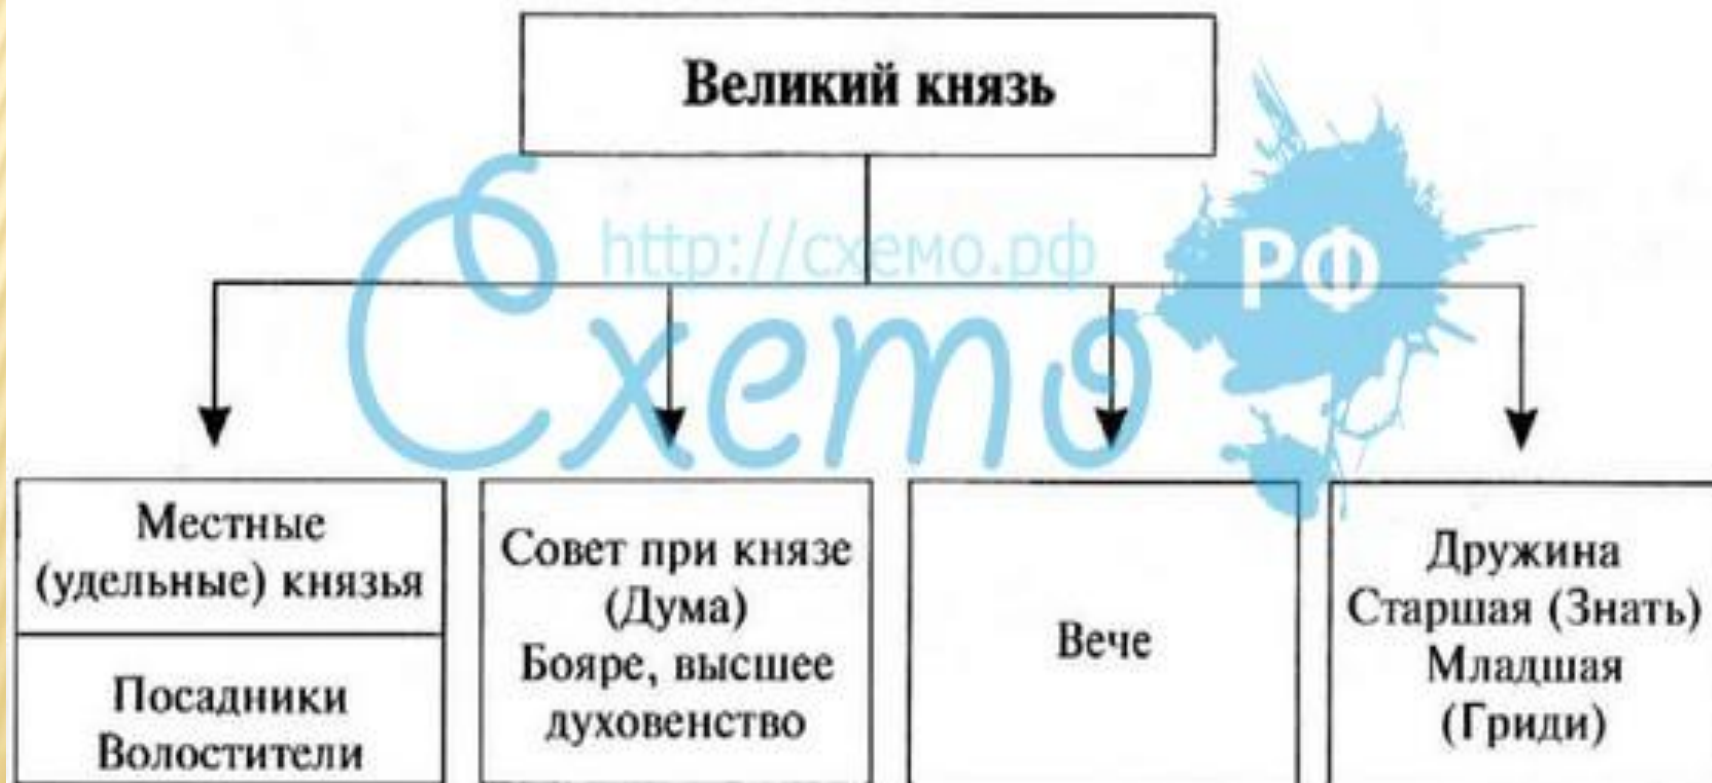 Великий князь
http://схемо.рф
Схемо
РФ
Местные
(удельные) князья
Посадники
Волостители
Совет при князе
(Дума)
Бояре, высшее
духовенство
Вече
Дружина
Старшая (Знать)
Младшая
(Гриди)